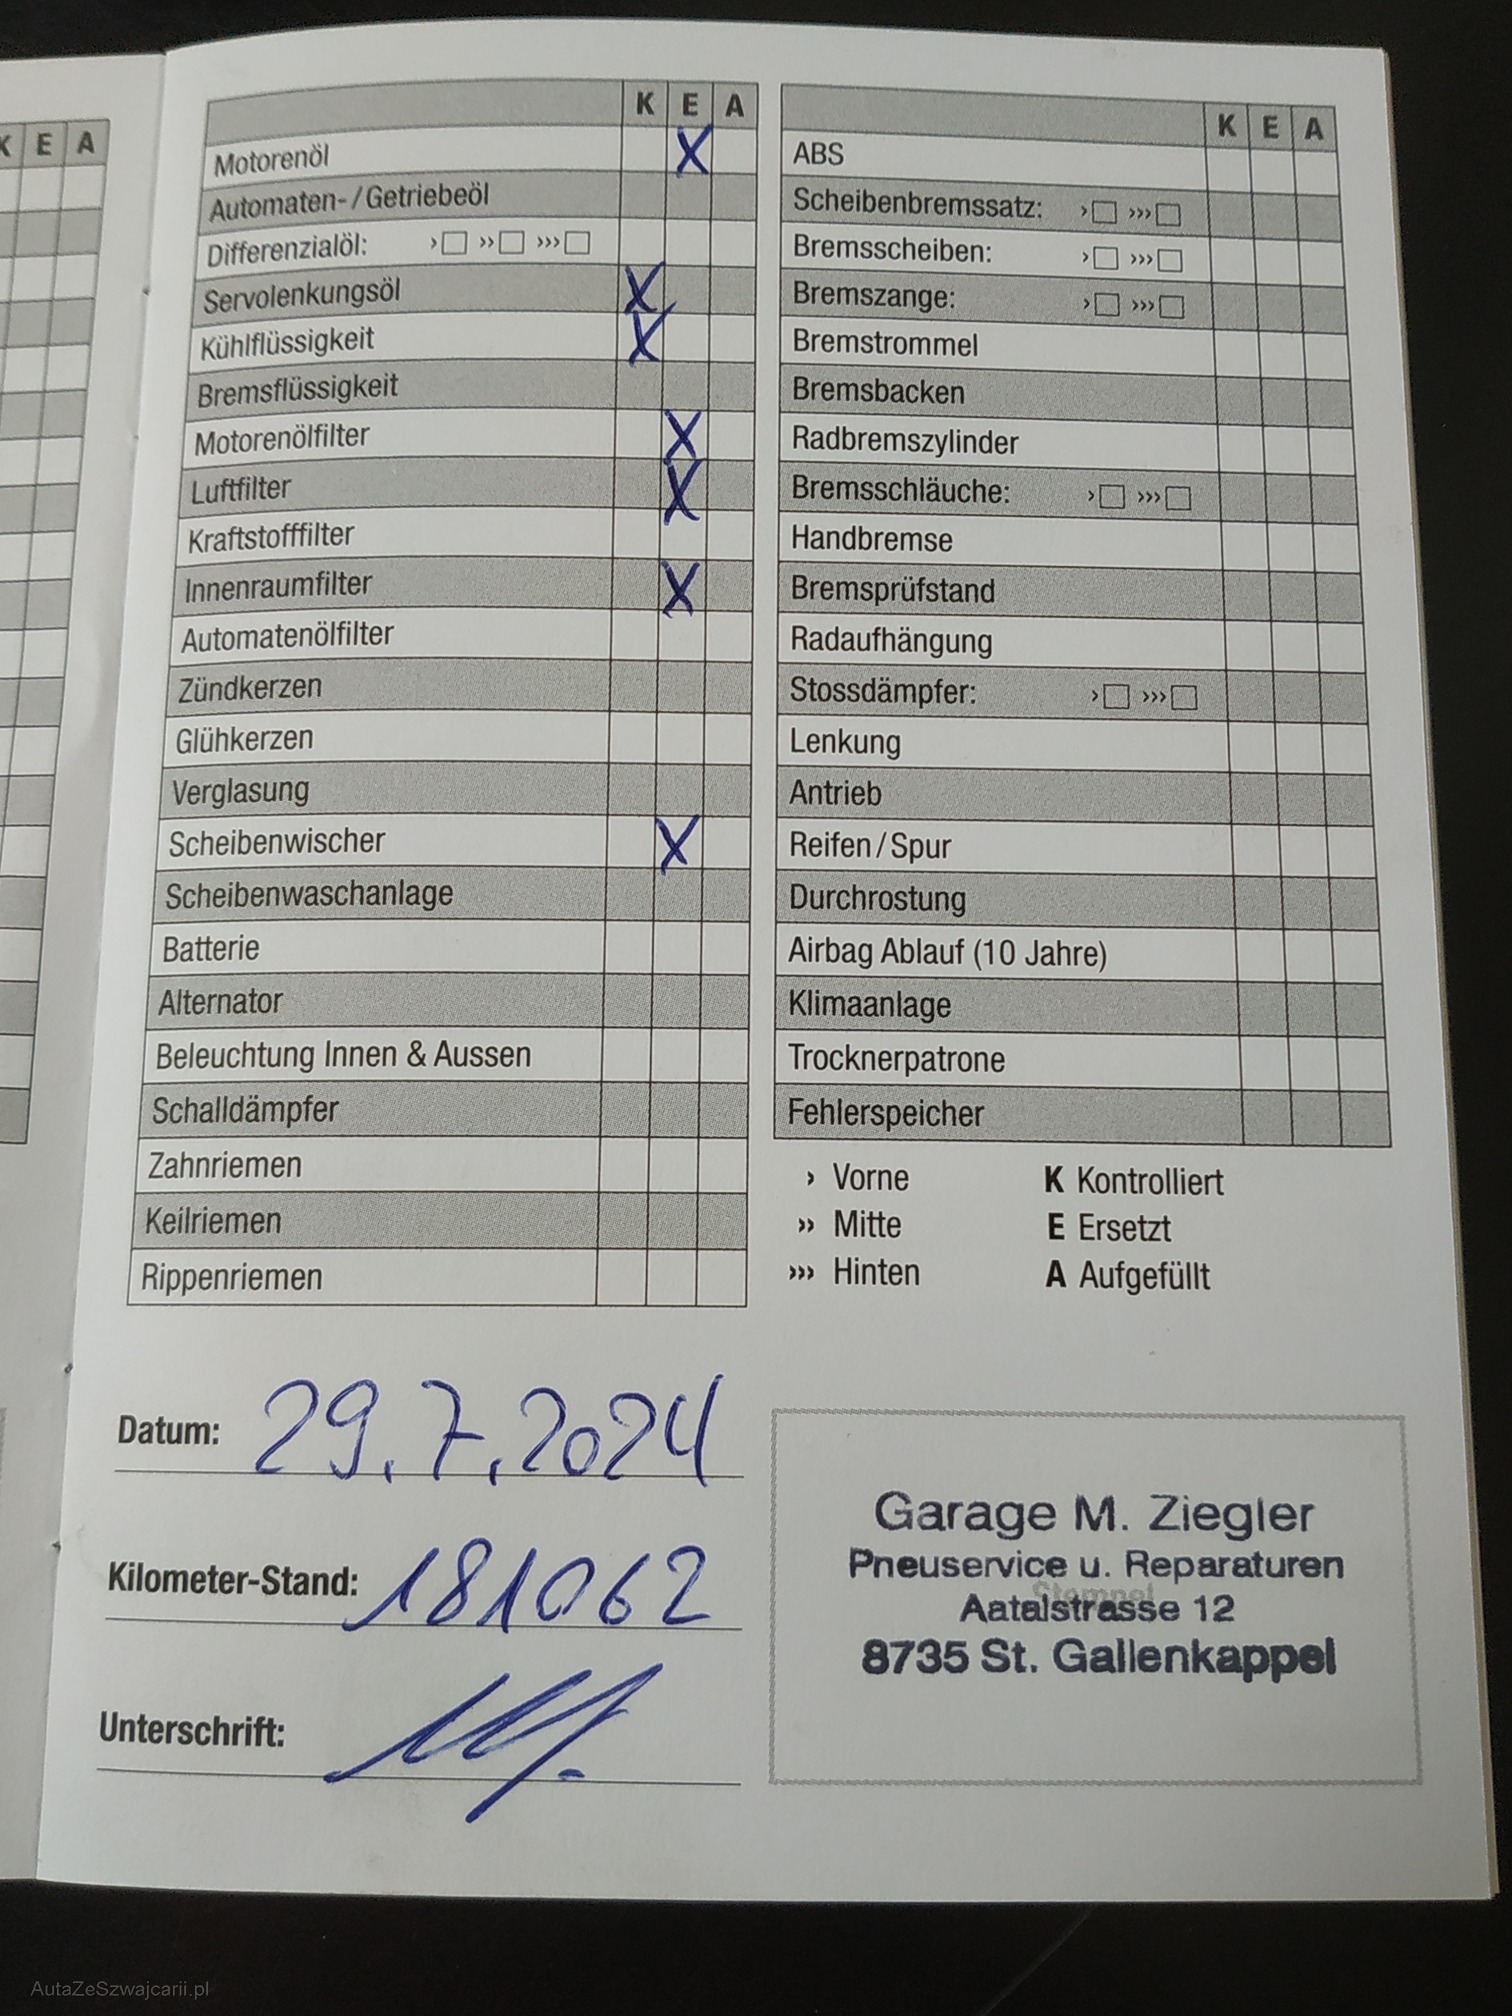 K E A
K E A
Motorenöl X
Automaten- / Getriebeöl
Differenzialöl: › ›› ›››
Servolenkungsöl X
Kühlflüssigkeit X
Bremsflüssigkeit
Motorenölfilter X
Luftfilter X
Kraftstofffilter
Innenraumfilter X
Automatenölfilter
Zündkerzen
Glühkerzen
Verglasung
Scheibenwischer X
Scheibenwaschanlage
Batterie
Alternator
Beleuchtung Innen & Aussen
Schalldämpfer
Zahnriemen
Keilriemen
Rippenriemen
K E A
ABS
Scheibenbremssatz: › ›››
Bremsscheiben: › ›››
Bremszange: › ›››
Bremstrommel
Bremsbacken
Radbremszylinder
Bremsschläuche: › ›››
Handbremse
Bremsprüfstand
Radaufhängung
Stossdämpfer: › ›››
Lenkung
Antrieb
Reifen / Spur
Durchrostung
Airbag Ablauf (10 Jahre)
Klimaanlage
Trocknerpatrone
Fehlerspeicher
› Vorne K Kontrolliert
›› Mitte E Ersetzt
››› Hinten A Aufgefüllt
Datum: 29.7.2024
Kilometer-Stand: 181062
Unterschrift:
Garage M. Ziegler
Pneuservice u. Reparaturen
Stempel
Aatalstrasse 12
8735 St. Gallenkappel
AutaZeSzwajcarii.pl